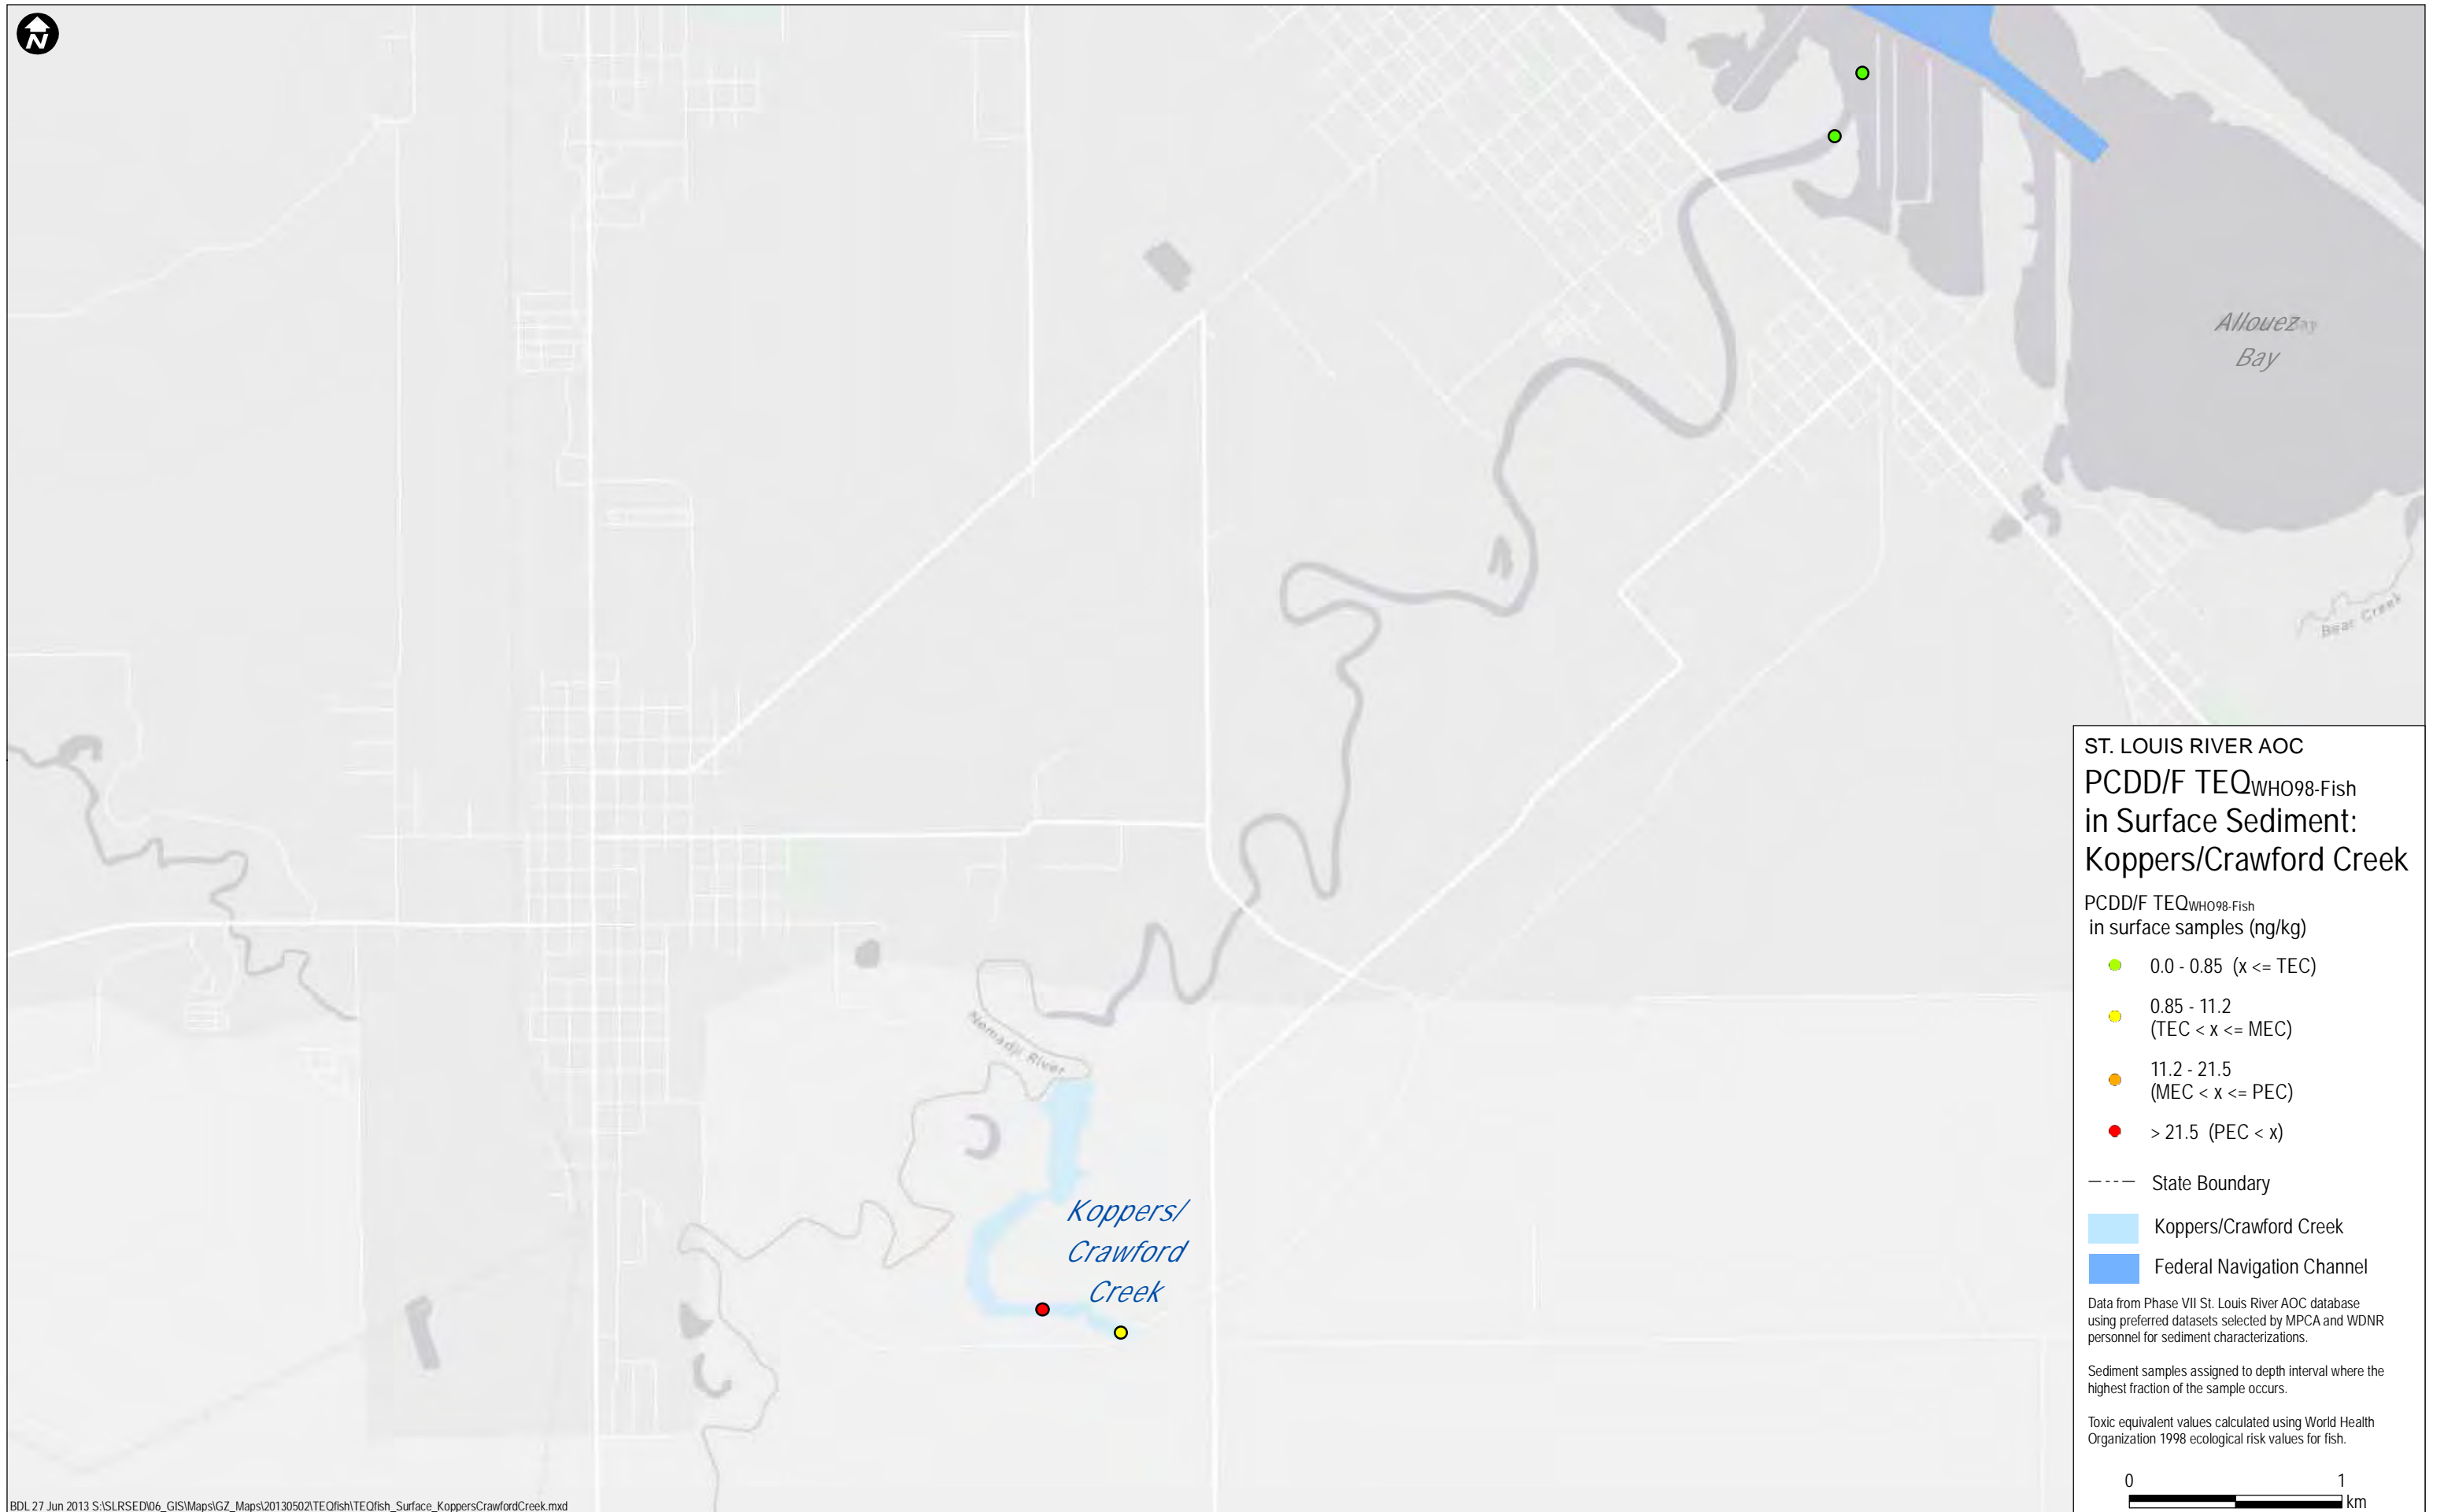 N
Allouez
Bay
Bear Creek
Nemadji River
Koppers/
Crawford
Creek
ST. LOUIS RIVER AOC
PCDD/F TEQWHO98-Fish
in Surface Sediment:
Koppers/Crawford Creek
PCDD/F TEQWHO98-Fish
in surface samples (ng/kg)
0.0 - 0.85 (x <= TEC)
0.85 - 11.2
(TEC < x <= MEC)
11.2 - 21.5
(MEC < x <= PEC)
> 21.5 (PEC < x)
State Boundary
Koppers/Crawford Creek
Federal Navigation Channel
Data from Phase VII St. Louis River AOC database
using preferred datasets selected by MPCA and WDNR
personnel for sediment characterizations.
Sediment samples assigned to depth interval where the
highest fraction of the sample occurs.
Toxic equivalent values calculated using World Health
Organization 1998 ecological risk values for fish.
0 1
km
BDL 27 Jun 2013 S:\SLRSED\06_GIS\Maps\GZ_Maps\20130502\TEQfish\TEQfish_Surface_KoppersCrawfordCreek.mxd